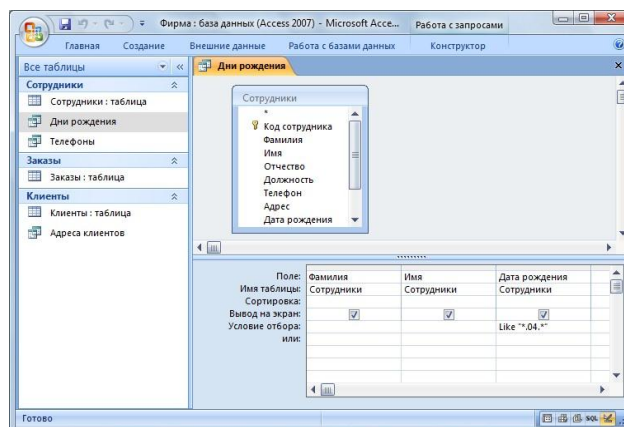 Фирма : база данных (Access 2007) - Microsoft Acce...
Работа с запросами
Главная
Создание
Внешние данные
Работа с базами данных
Конструктор
Все таблицы
Дни рождения
Сотрудники
Сотрудники : таблица
Дни рождения
Телефоны
Заказы
Заказы : таблица
Клиенты
Клиенты : таблица
Адреса клиентов
Сотрудники
*
Код сотрудника
Фамилия
Имя
Отчество
Должность
Телефон
Адрес
Дата рождения
Поле: Фамилия Имя Дата рождения
Имя таблицы: Сотрудники Сотрудники Сотрудники
Сортировка:
Вывод на экран:
Условие отбора: Like "*.04.*"
или:
Готово
SQL